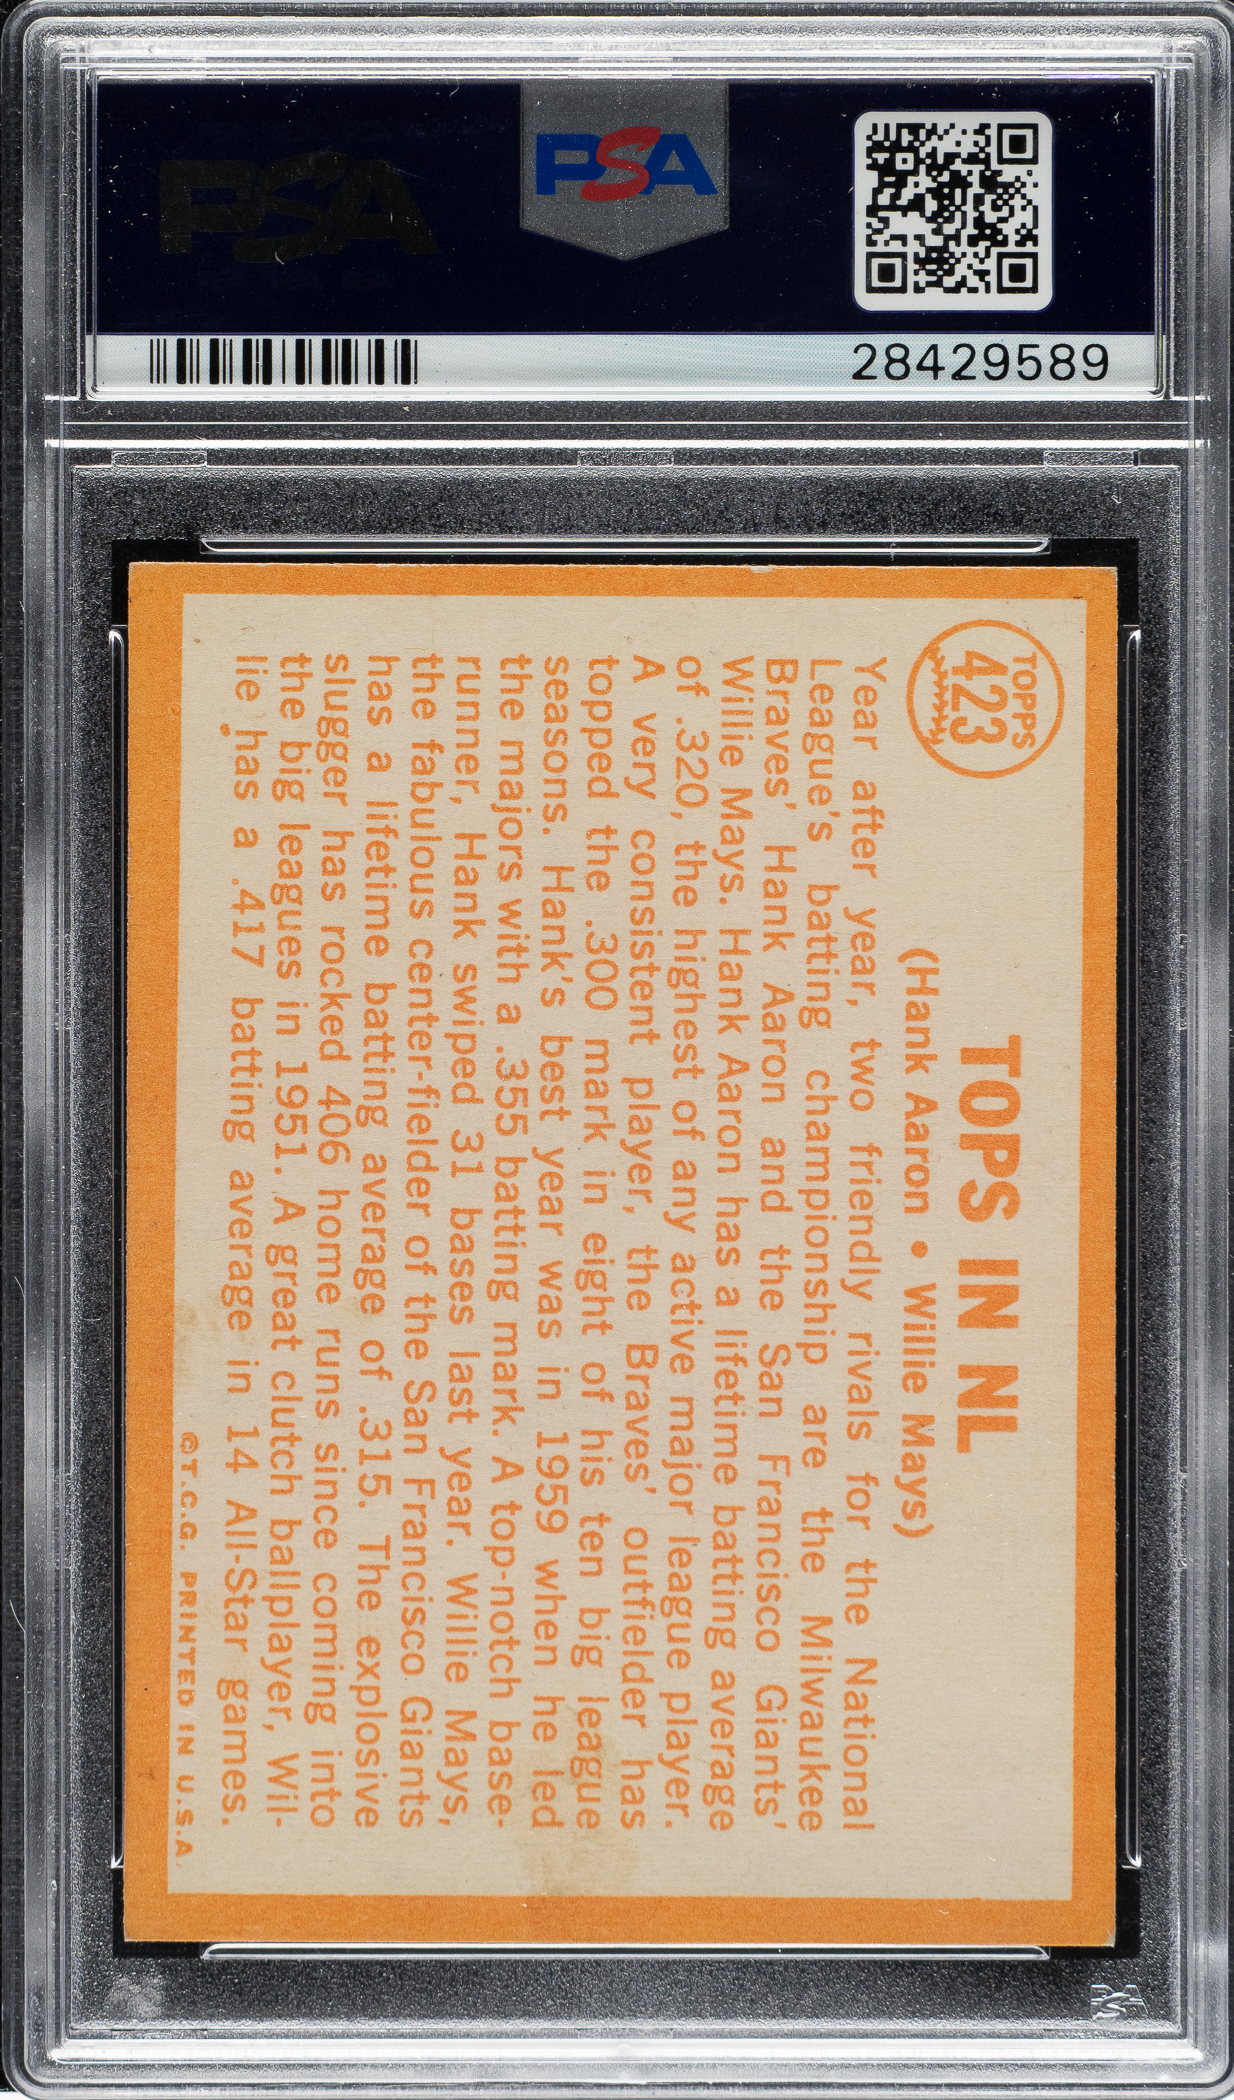 PSA
PSA
28429589
TOPPS
423
TOPS IN NL
(Hank Aaron • Willie Mays)
Year after year, two friendly rivals for the National
League's batting championship are the Milwaukee
Braves' Hank Aaron and the San Francisco Giants'
Willie Mays. Hank Aaron has a lifetime batting average
of .320, the highest of any active major league player.
A very consistent player, the Braves' outfielder has
topped the .300 mark in eight of his ten big league
seasons. Hank's best year was in 1959 when he led
the majors with a .355 batting mark. A top-notch base-
runner, Hank swiped 31 bases last year. Willie Mays,
the fabulous center-fielder of the San Francisco Giants
has a lifetime batting average of .315. The explosive
slugger has rocked 406 home runs since coming into
the big leagues in 1951. A great clutch ballplayer, Wil-
lie has a .417 batting average in 14 All-Star games.
©T.C.G. PRINTED IN U.S.A.
PSA